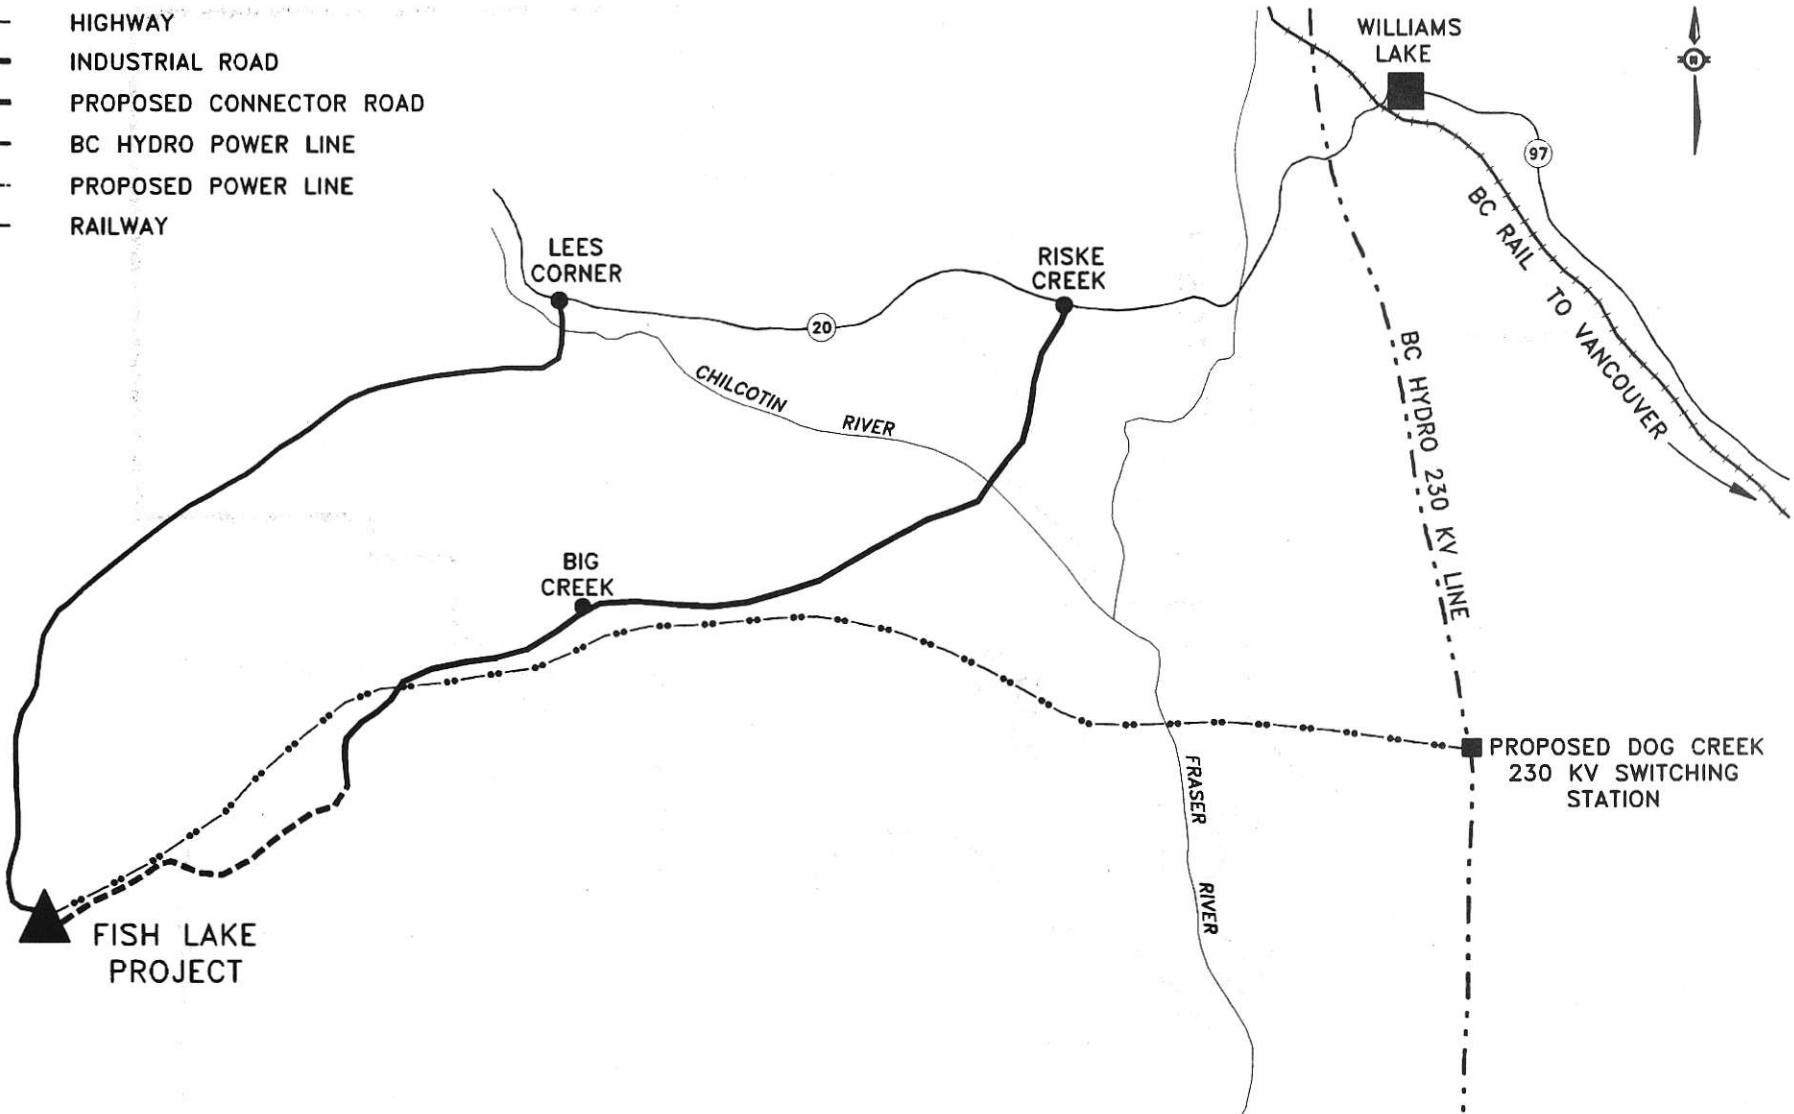 HIGHWAY
INDUSTRIAL ROAD
PROPOSED CONNECTOR ROAD
BC HYDRO POWER LINE
PROPOSED POWER LINE
RAILWAY
WILLIAMS
LAKE
N
97
BC RAIL TO VANCOUVER
LEES
CORNER
RISKE
CREEK
20
CHILCOTIN RIVER
BC HYDRO 230 KV LINE
BIG
CREEK
PROPOSED DOG CREEK
230 KV SWITCHING
STATION
FRASER RIVER
FISH LAKE
PROJECT